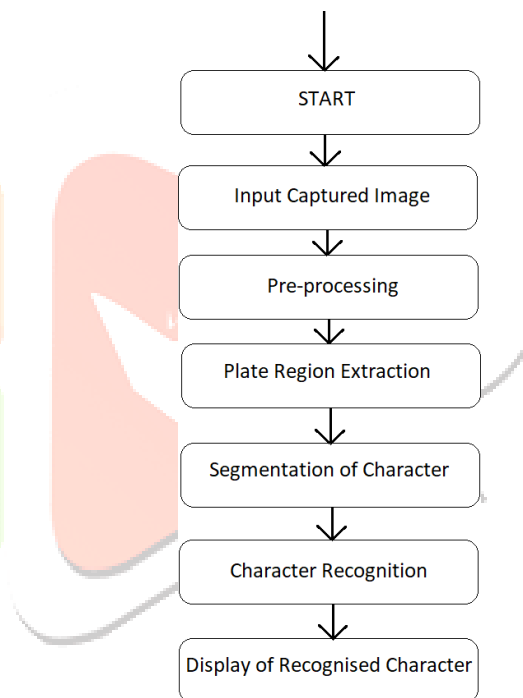 START
Input Captured Image
Pre-processing
Plate Region Extraction
Segmentation of Character
Character Recognition
Display of Recognised Character